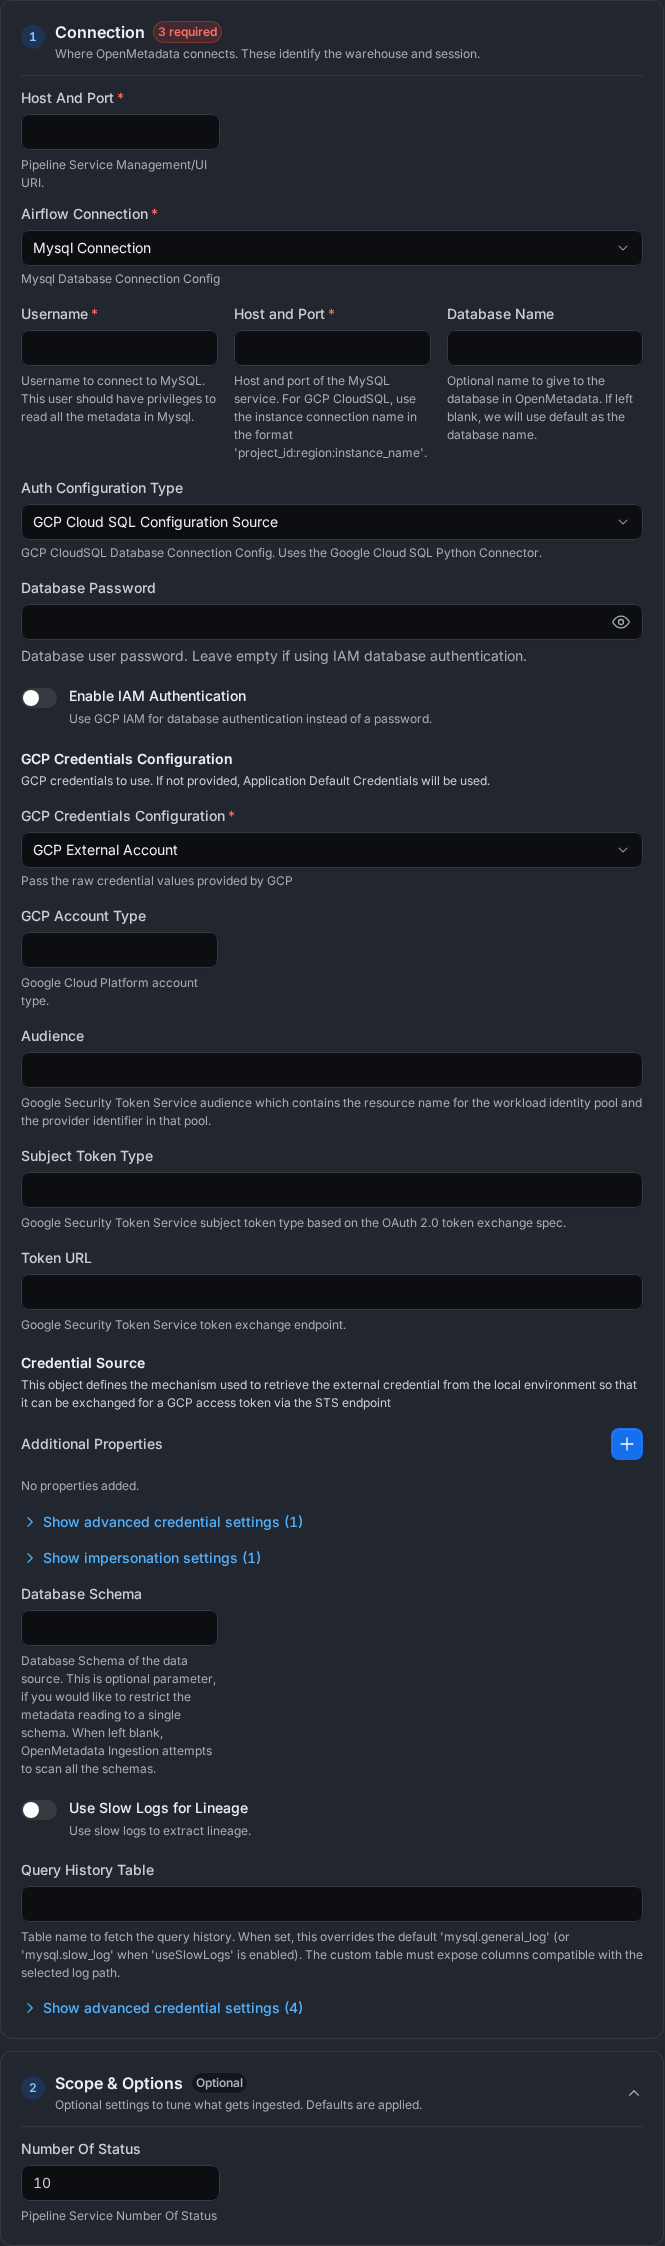 1
Connection
3 required
Where OpenMetadata connects. These identify the warehouse and session.
Host And Port *
Pipeline Service Management/UI
URI.
Airflow Connection *
Mysql Connection
Mysql Database Connection Config
Username *
Username to connect to MySQL.
This user should have privileges to
read all the metadata in Mysql.
Host and Port *
Host and port of the MySQL
service. For GCP CloudSQL, use
the instance connection name in
the format
'project_id:region:instance_name'.
Database Name
Optional name to give to the
database in OpenMetadata. If left
blank, we will use default as the
database name.
Auth Configuration Type
GCP Cloud SQL Configuration Source
GCP CloudSQL Database Connection Config. Uses the Google Cloud SQL Python Connector.
Database Password
Database user password. Leave empty if using IAM database authentication.
Enable IAM Authentication
Use GCP IAM for database authentication instead of a password.
GCP Credentials Configuration
GCP credentials to use. If not provided, Application Default Credentials will be used.
GCP Credentials Configuration *
GCP External Account
Pass the raw credential values provided by GCP
GCP Account Type
Google Cloud Platform account
type.
Audience
Google Security Token Service audience which contains the resource name for the workload identity pool and
the provider identifier in that pool.
Subject Token Type
Google Security Token Service subject token type based on the OAuth 2.0 token exchange spec.
Token URL
Google Security Token Service token exchange endpoint.
Credential Source
This object defines the mechanism used to retrieve the external credential from the local environment so that
it can be exchanged for a GCP access token via the STS endpoint
Additional Properties
No properties added.
Show advanced credential settings (1)
Show impersonation settings (1)
Database Schema
Database Schema of the data
source. This is optional parameter,
if you would like to restrict the
metadata reading to a single
schema. When left blank,
OpenMetadata Ingestion attempts
to scan all the schemas.
Use Slow Logs for Lineage
Use slow logs to extract lineage.
Query History Table
Table name to fetch the query history. When set, this overrides the default 'mysql.general_log' (or
'mysql.slow_log' when 'useSlowLogs' is enabled). The custom table must expose columns compatible with the
selected log path.
Show advanced credential settings (4)
2
Scope & Options
Optional
Optional settings to tune what gets ingested. Defaults are applied.
Number Of Status
10
Pipeline Service Number Of Status